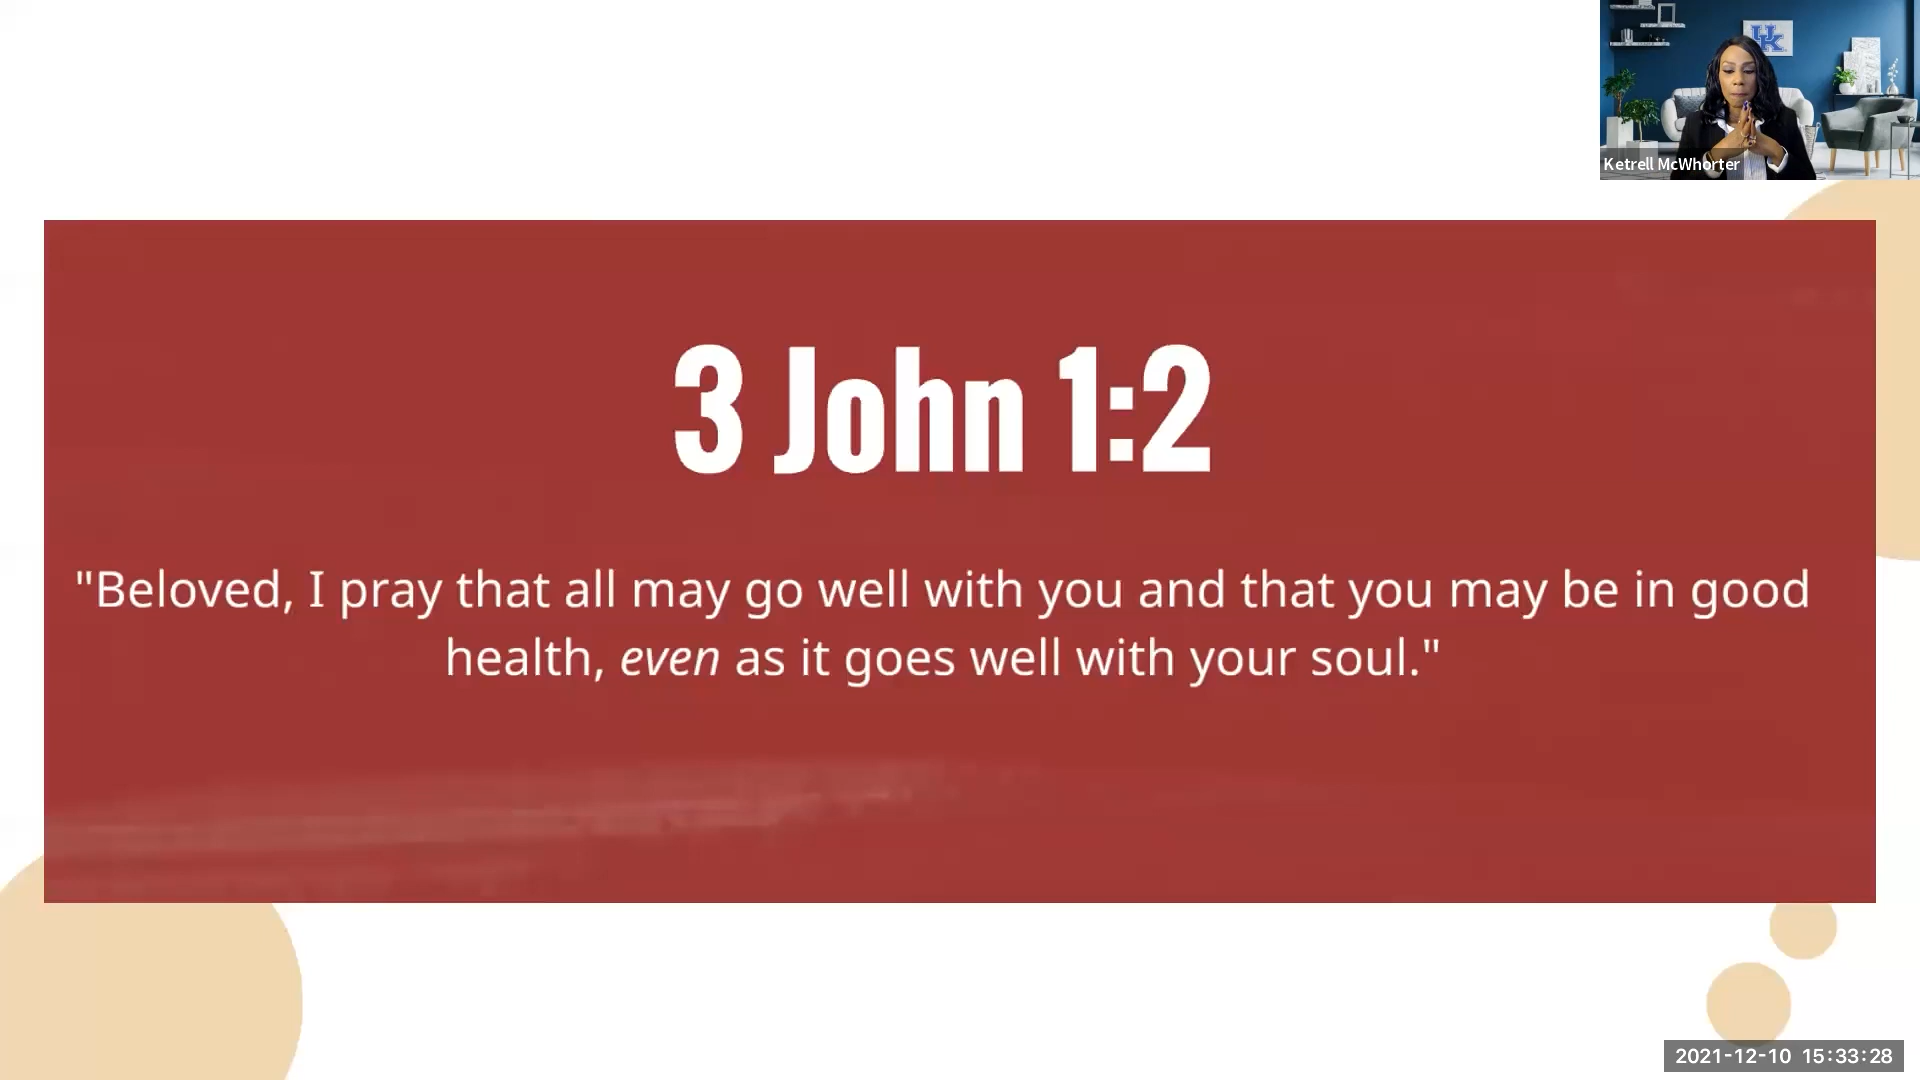 UK
Ketrell McWhorter
3 John 1:2
"Beloved, I pray that all may go well with you and that you may be in good
health, even as it goes well with your soul."
2021-12-10 15:33:28